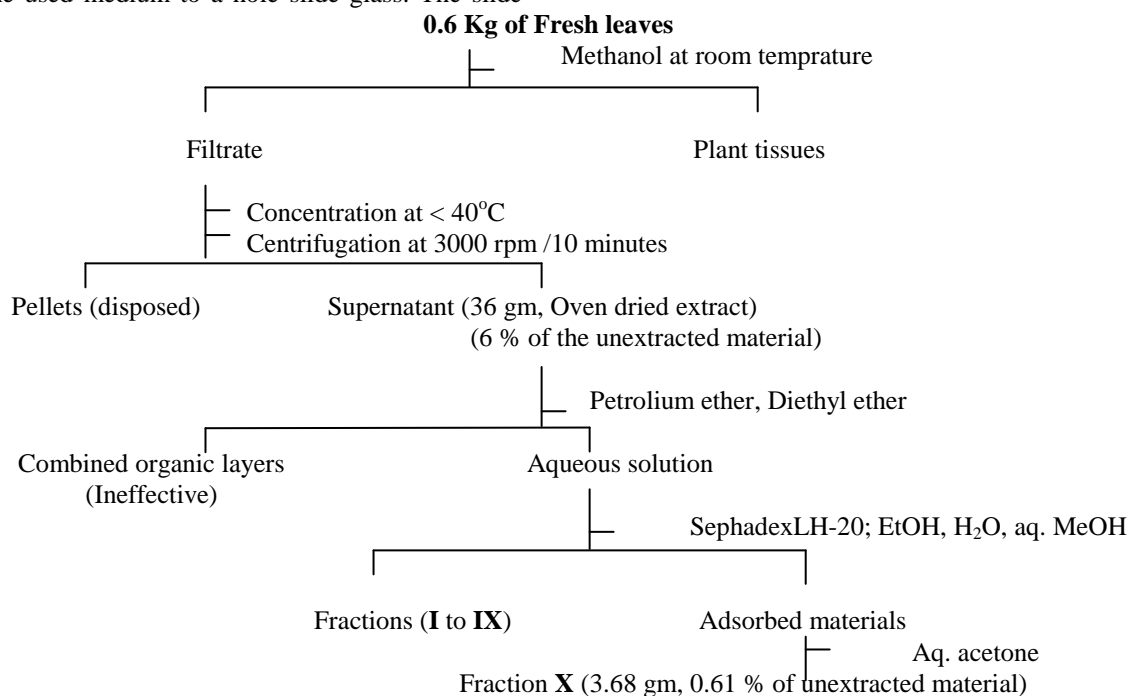 used medium to a hole slide glass. The slide
0.6 Kg of Fresh leaves
Methanol at room temprature
Filtrate
Plant tissues
Concentration at < 40°C
Centrifugation at 3000 rpm /10 minutes
Pellets (disposed)
Supernatant (36 gm, Oven dried extract)
(6 % of the unextracted material)
Petrolium ether, Diethyl ether
Combined organic layers
(Ineffective)
Aqueous solution
SephadexLH-20; EtOH, H₂O, aq. MeOH
Fractions (I to IX)
Adsorbed materials
Aq. acetone
Fraction X (3.68 gm, 0.61 % of unextracted material)